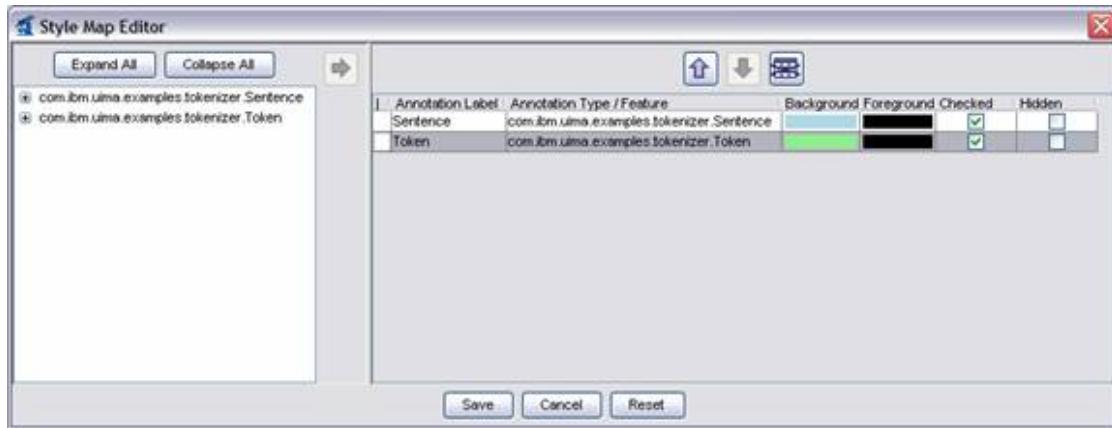 Style Map Editor
Expand All Collapse All
com.ibm.uima.examples.tokenizer.Sentence
com.ibm.uima.examples.tokenizer.Token
Annotation Label Annotation Type / Feature Background Foreground Checked Hidden
Sentence com.ibm.uima.examples.tokenizer.Sentence
Token com.ibm.uima.examples.tokenizer.Token
Save Cancel Reset